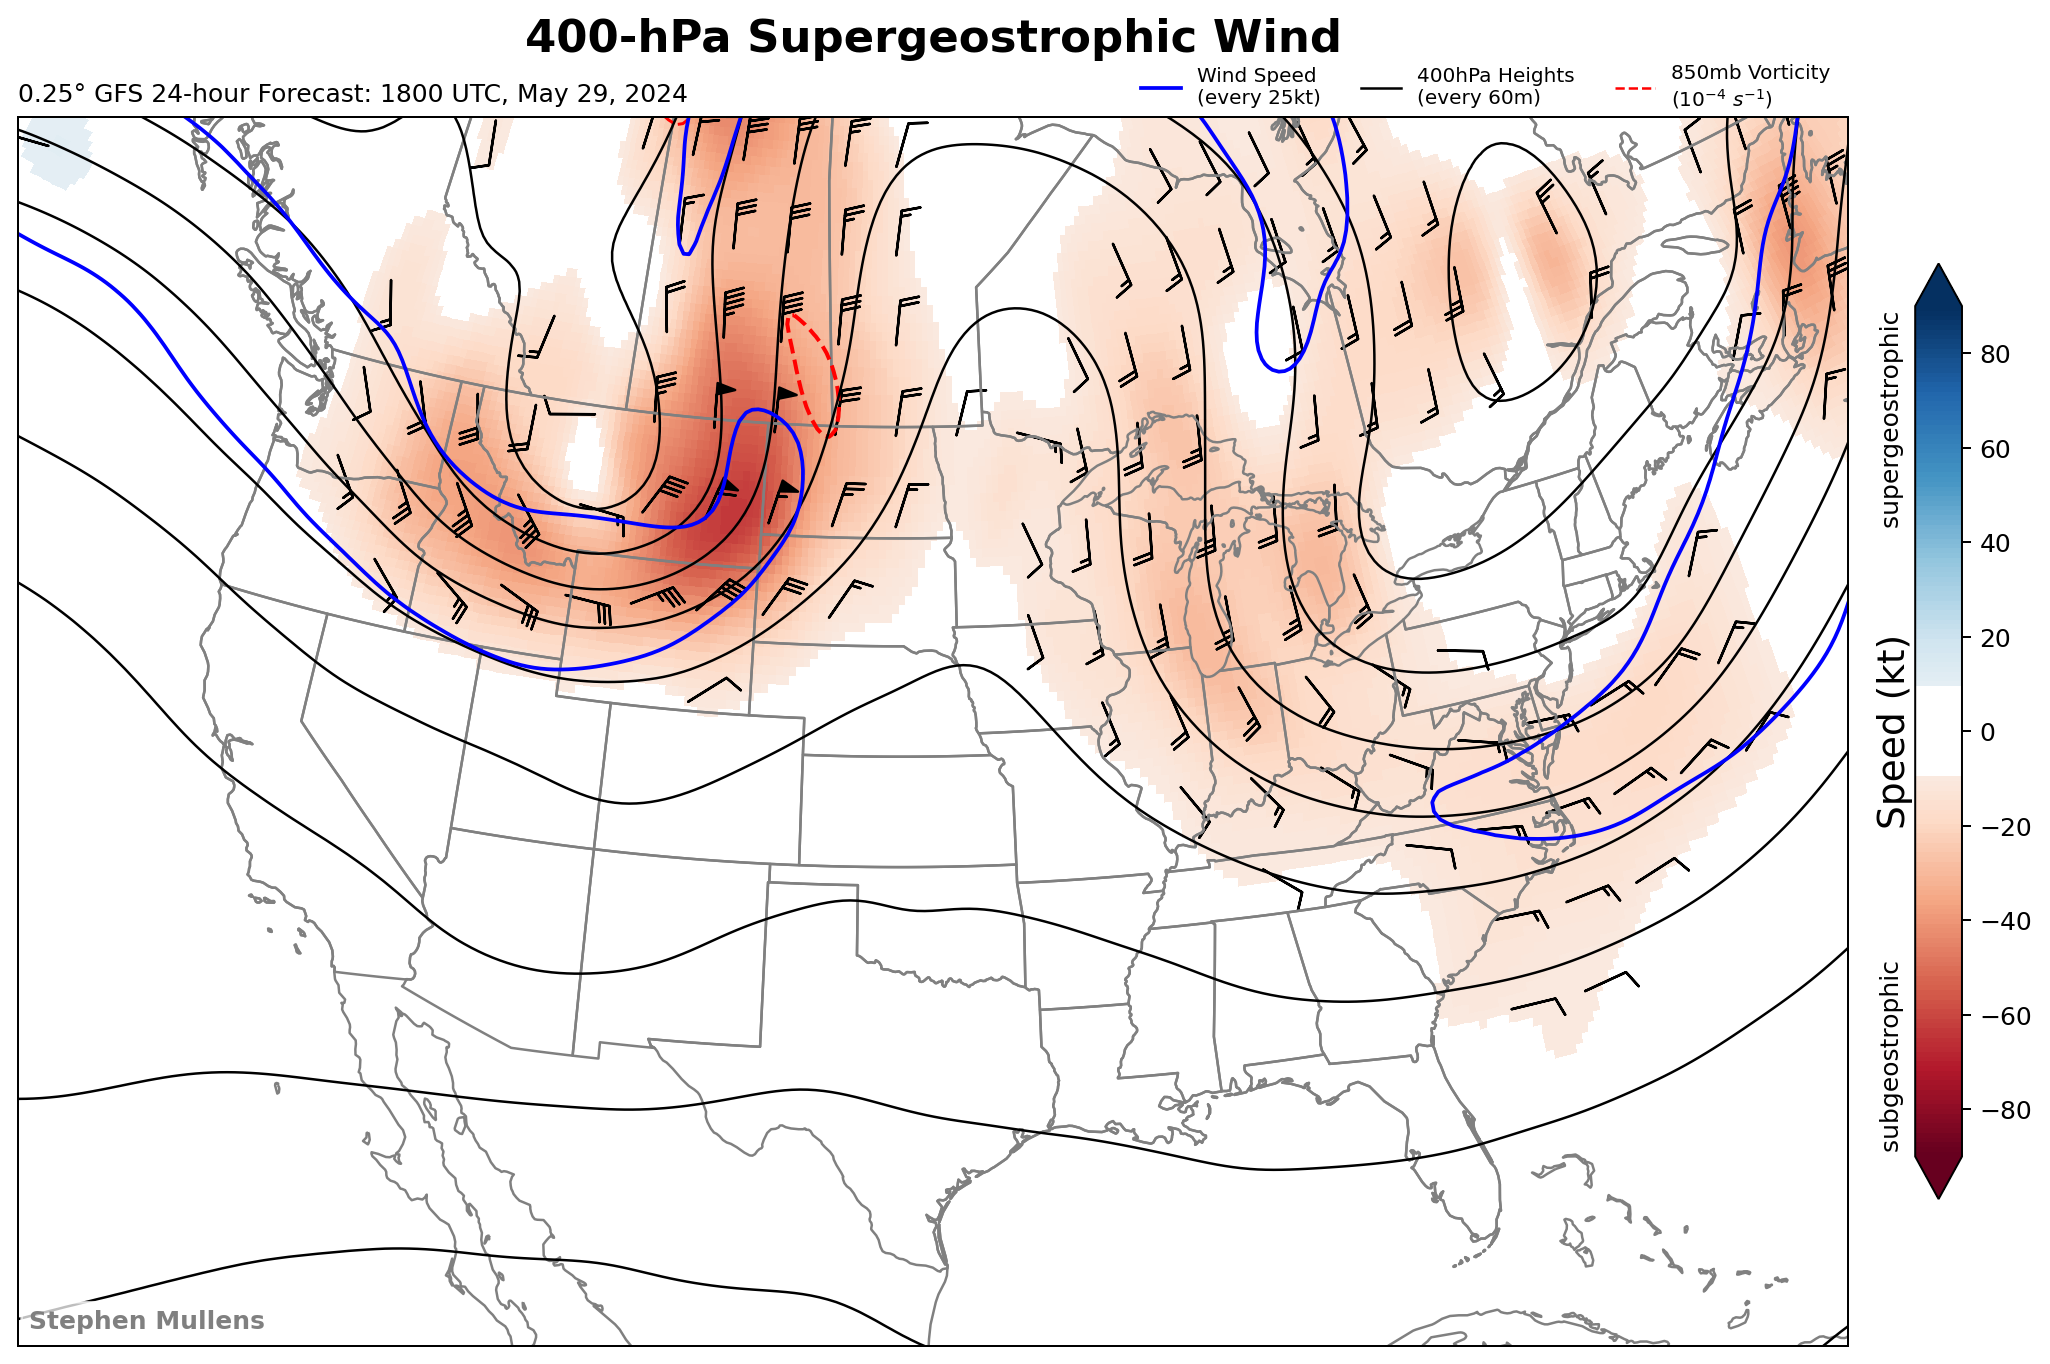 400-hPa Supergeostrophic Wind
0.25° GFS 24-hour Forecast: 1800 UTC, May 29, 2024
Wind Speed
(every 25kt)
400hPa Heights
(every 60m)
850mb Vorticity
(10⁻⁴ s⁻¹)
supergeostrophic
Speed (kt)
subgeostrophic
80
60
40
20
0
−20
−40
−60
−80
Stephen Mullens